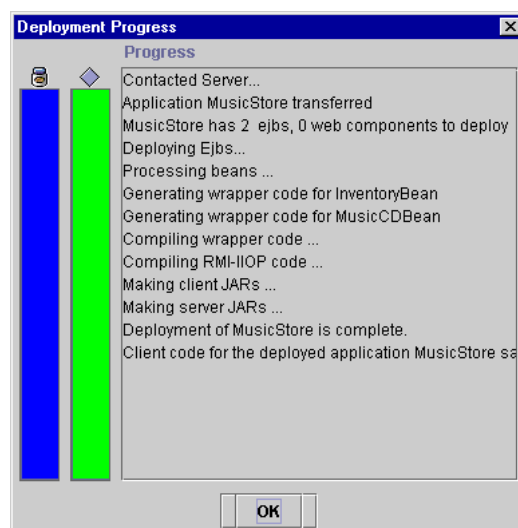 Deployment Progress
Progress
Contacted Server...
Application MusicStore transferred
MusicStore has 2 ejbs, 0 web components to deploy
Deploying Ejbs...
Processing beans ...
Generating wrapper code for InventoryBean
Generating wrapper code for MusicCDBean
Compiling wrapper code ...
Compiling RMI-IIOP code ...
Making client JARs ...
Making server JARs ...
Deployment of MusicStore is complete.
Client code for the deployed application MusicStore sa
OK